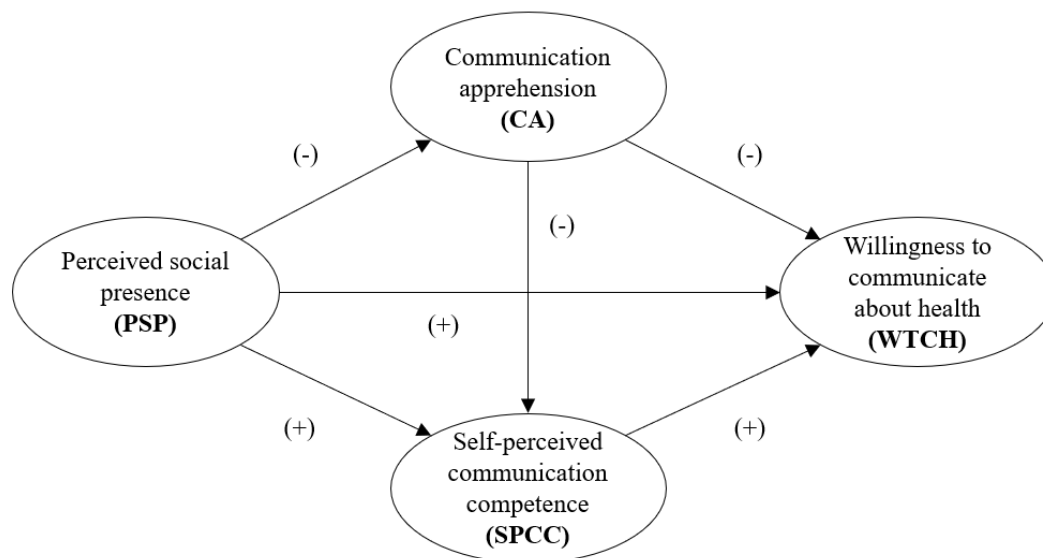 Communication
apprehension
(CA)
(-)
(-)
(-)
Perceived social
presence
(PSP)
Willingness to
communicate
about health
(WTCH)
(+)
(+)
(+)
Self-perceived
communication
competence
(SPCC)